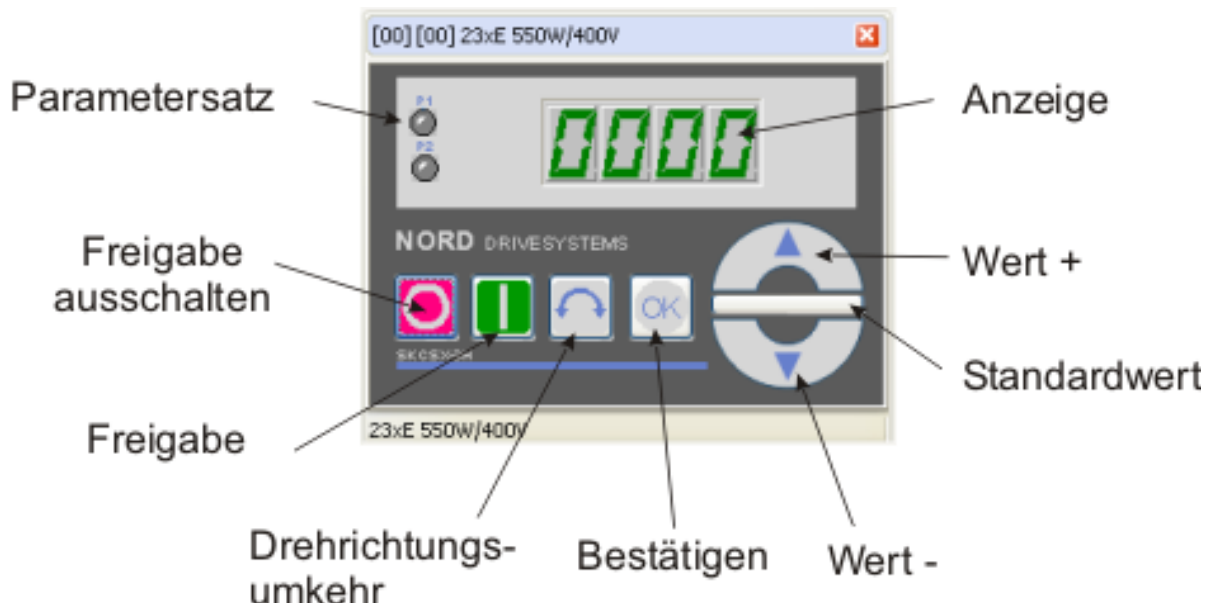 [00] [00] 23xE 550W/400V
Parametersatz
P1
P2
0000
Anzeige
Freigabe
ausschalten
NORD DRIVESYSTEMS
OK
Wert +
Standardwert
Freigabe
23xE 550W/400V
Drehrichtungs-
umkehr
Bestätigen
Wert -